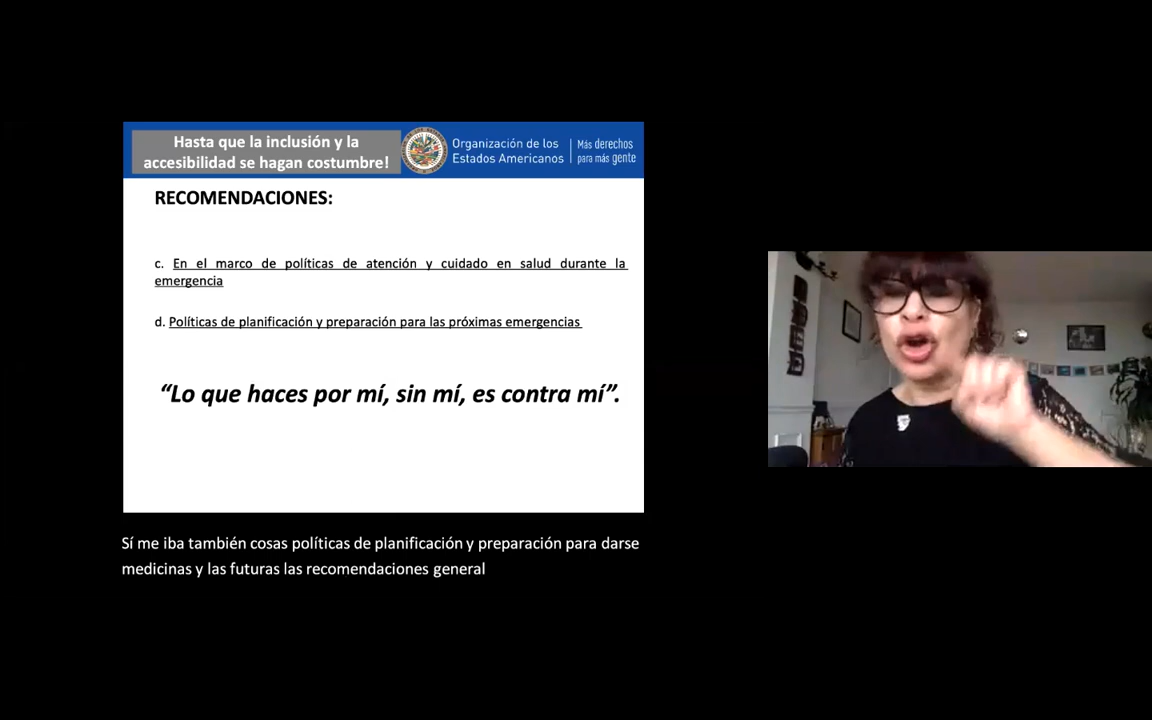 Hasta que la inclusión y la
accesibilidad se hagan costumbre!
Organización de los
Estados Americanos
Más derechos
para más gente
RECOMENDACIONES:
c. En el marco de políticas de atención y cuidado en salud durante la
emergencia
d. Políticas de planificación y preparación para las próximas emergencias
“Lo que haces por mí, sin mí, es contra mí”.
Sí me iba también cosas políticas de planificación y preparación para darse
medicinas y las futuras las recomendaciones general